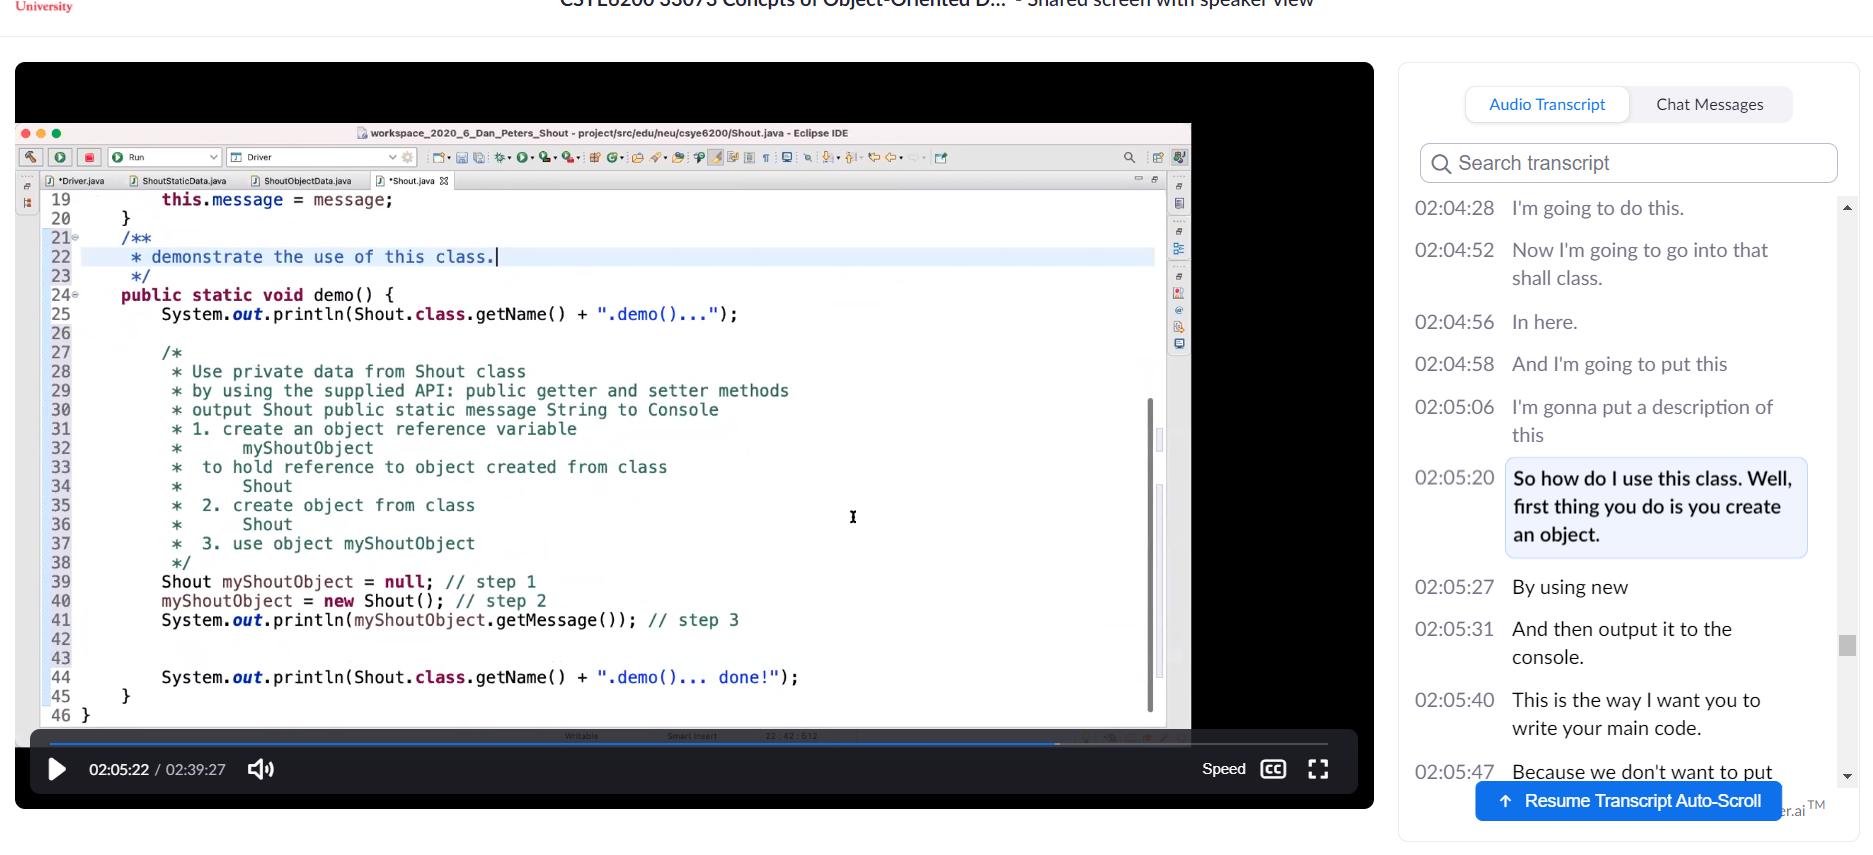 University
CSYE6200 33073 Concpts of Object-Oriented D... - Shared screen with speaker view
workspace_2020_6_Dan_Peters_Shout - project/src/edu/neu/csye6200/Shout.java - Eclipse IDE
Run
Driver
*Driver.java
ShoutStaticData.java
ShoutObjectData.java
*Shout.java
19 this.message = message;
20 }
21 /**
22 * demonstrate the use of this class.
23 */
24 public static void demo() {
25 System.out.println(Shout.class.getName() + ".demo()...");
26
27 /*
28 * Use private data from Shout class
29 * by using the supplied API: public getter and setter methods
30 * output Shout public static message String to Console
31 * 1. create an object reference variable
32 * myShoutObject
33 * to hold reference to object created from class
34 * Shout
35 * 2. create object from class
36 * Shout
37 * 3. use object myShoutObject
38 */
39 Shout myShoutObject = null; // step 1
40 myShoutObject = new Shout(); // step 2
41 System.out.println(myShoutObject.getMessage()); // step 3
42
43
44 System.out.println(Shout.class.getName() + ".demo()... done!");
45 }
46 }
Writable
Smart Insert
22 : 42 : 512
02:05:22 / 02:39:27
Speed
CC
Audio Transcript
Chat Messages
Search transcript
02:04:28 I'm going to do this.
02:04:52 Now I'm going to go into that
shall class.
02:04:56 In here.
02:04:58 And I'm going to put this
02:05:06 I'm gonna put a description of
this
02:05:20 So how do I use this class. Well,
first thing you do is you create
an object.
02:05:27 By using new
02:05:31 And then output it to the
console.
02:05:40 This is the way I want you to
write your main code.
02:05:47 Because we don't want to put
Resume Transcript Auto-Scroll
er.ai™